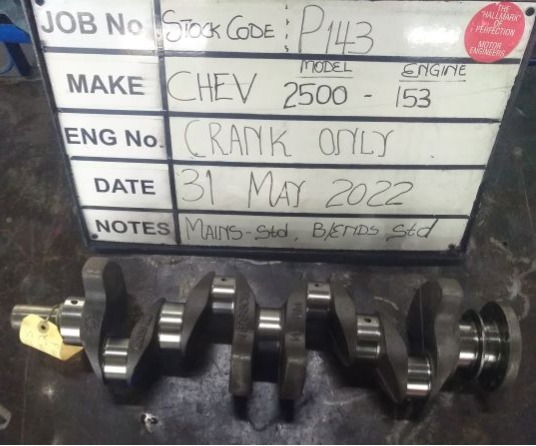 JOB No. STOCK CODE : P143
THE "HALLMARK" OF PERFECTION MOTOR ENGINEERS
MODEL ENGINE
MAKE CHEV 2500 - 153
ENG No. CRANK ONLY
DATE 31 MAY 2022
NOTES MAINS-Std, B/ENDS Std